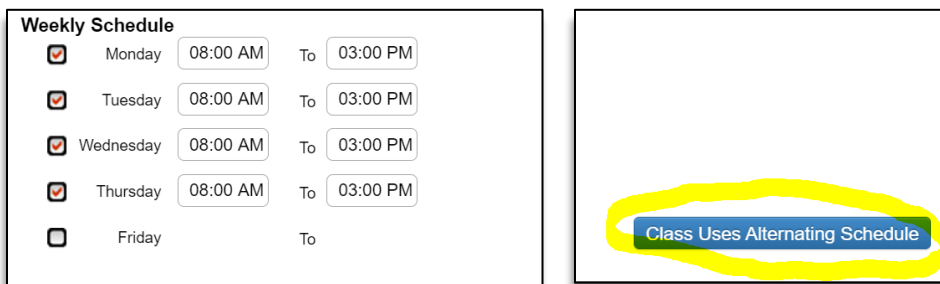 Weekly Schedule
Monday 08:00 AM To 03:00 PM
Tuesday 08:00 AM To 03:00 PM
Wednesday 08:00 AM To 03:00 PM
Thursday 08:00 AM To 03:00 PM
Friday To
Class Uses Alternating Schedule